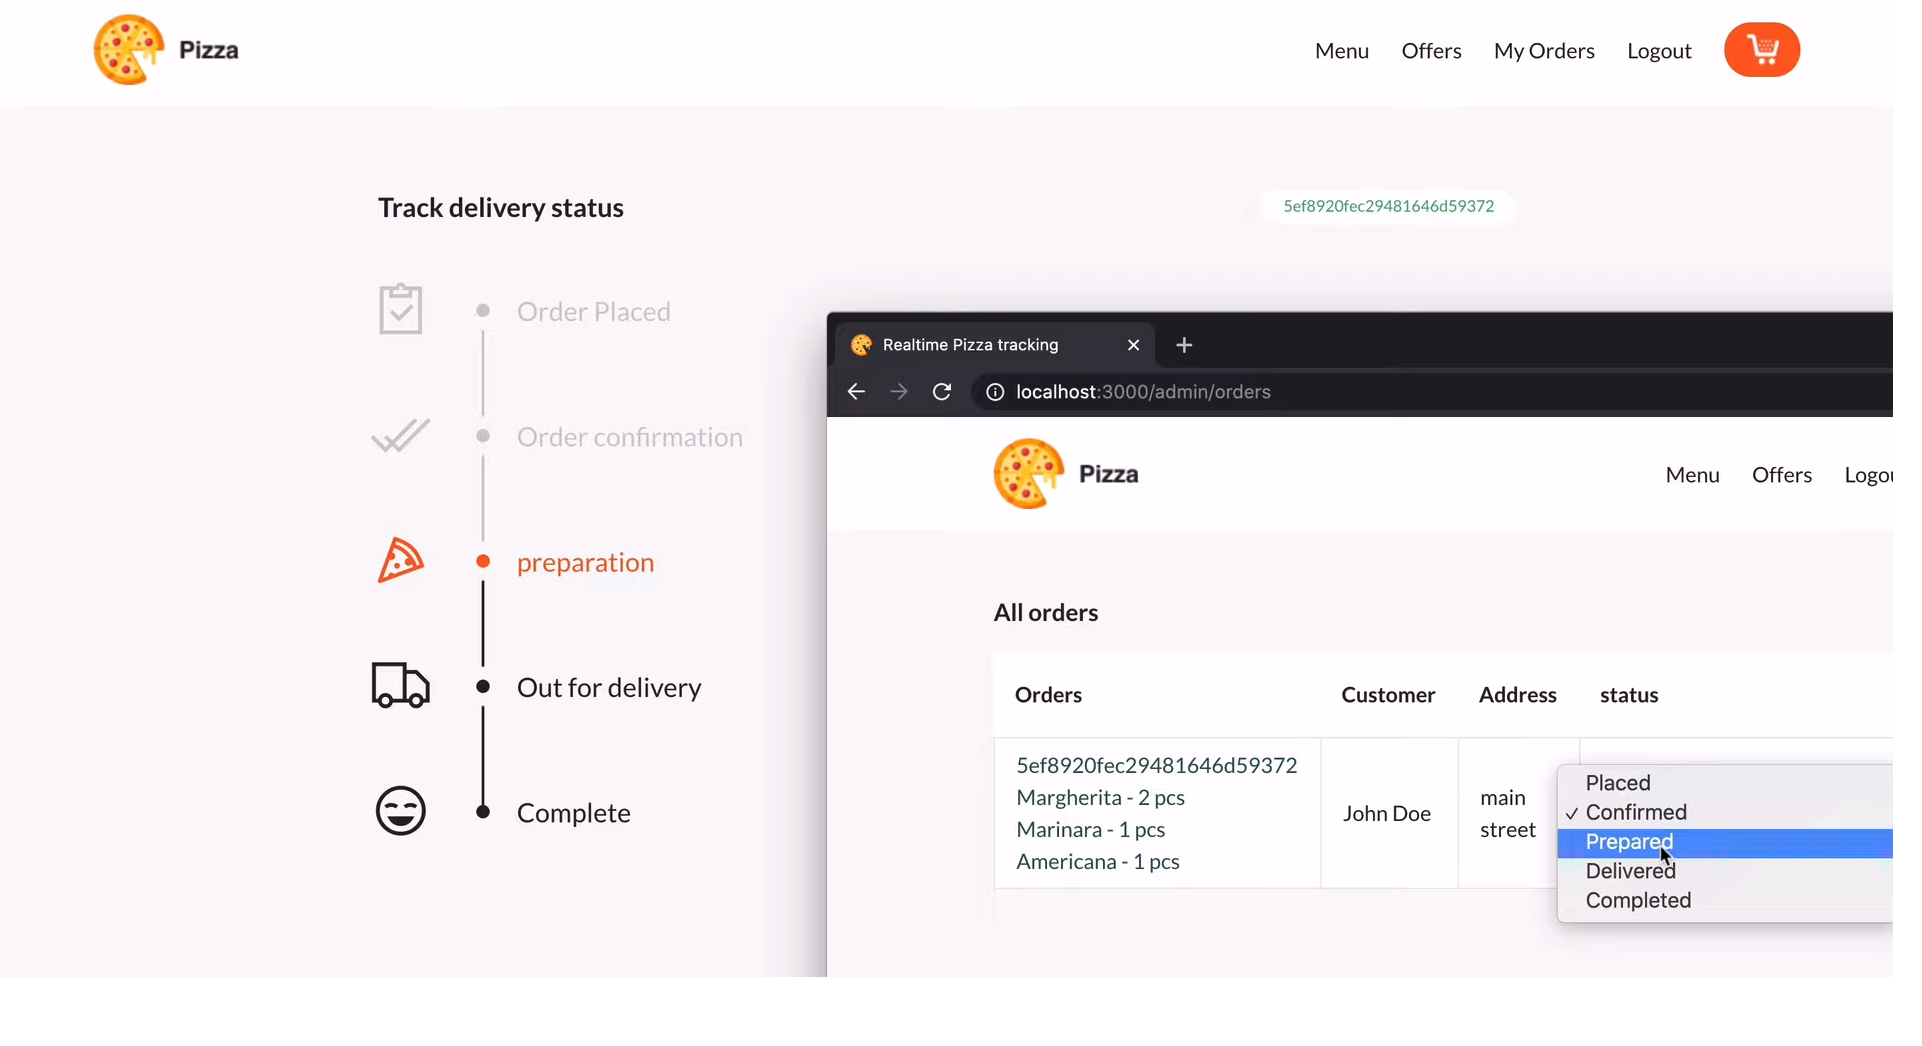 Pizza
Menu Offers My Orders Logout
Track delivery status
5ef8920fec29481646d59372
Order Placed
Order confirmation
preparation
Out for delivery
Complete
Realtime Pizza tracking
localhost:3000/admin/orders
Pizza
Menu Offers Logou
All orders
Orders Customer Address status
5ef8920fec29481646d59372
Margherita - 2 pcs
Marinara - 1 pcs
Americana - 1 pcs
John Doe
main
street
Placed
Confirmed
Prepared
Delivered
Completed